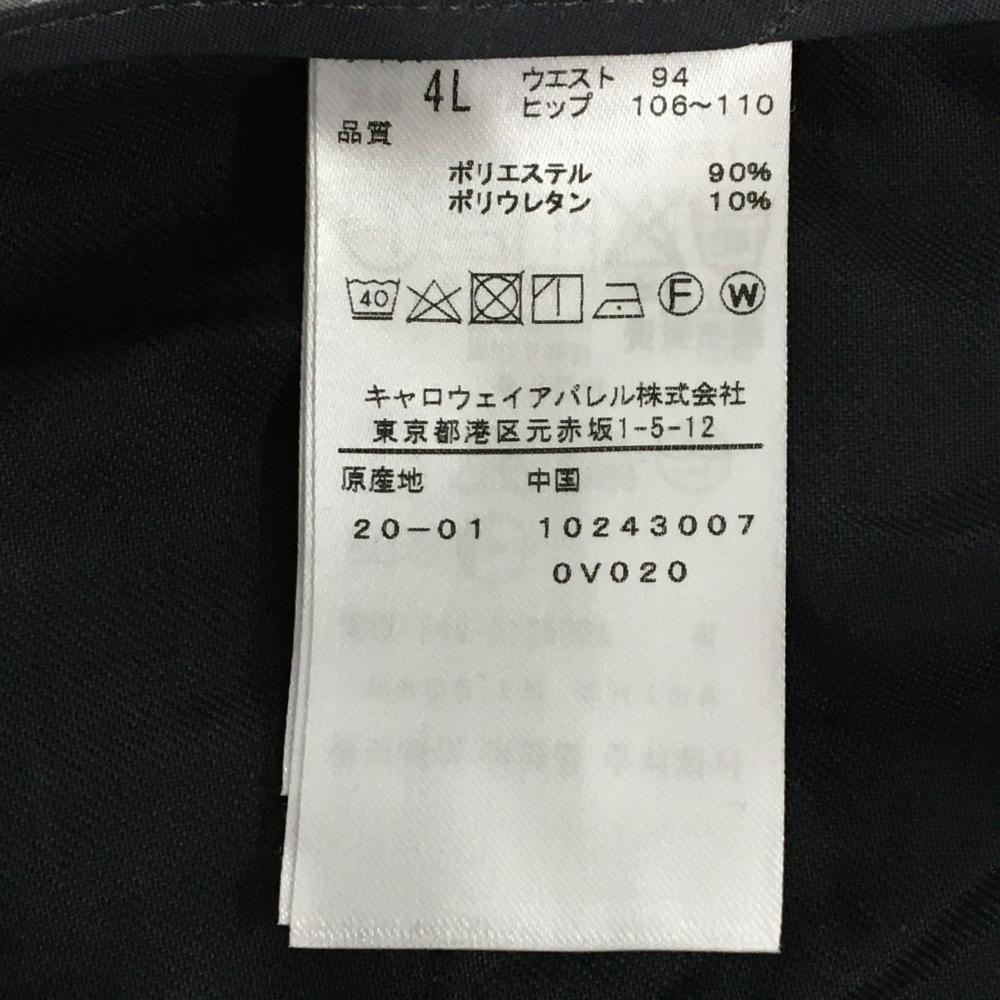 4L ウエスト 94
ヒップ 106~110
品質
ポリエステル 90%
ポリウレタン 10%
40 F W
キャロウェイアパレル株式会社
東京都港区元赤坂1-5-12
原産地 中国
20-01 10243007
0V020